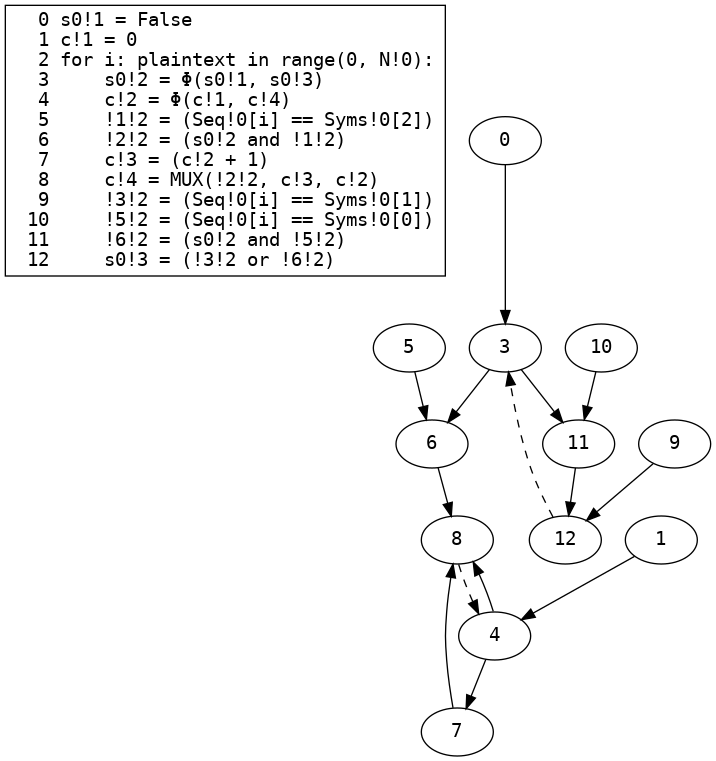 0 s0!1 = False
1 c!1 = 0
2 for i: plaintext in range(0, N!0):
3     s0!2 = Φ(s0!1, s0!3)
4     c!2 = Φ(c!1, c!4)
5     !1!2 = (Seq!0[i] == Syms!0[2])
6     !2!2 = (s0!2 and !1!2)
7     c!3 = (c!2 + 1)
8     c!4 = MUX(!2!2, c!3, c!2)
9     !3!2 = (Seq!0[i] == Syms!0[1])
10     !5!2 = (Seq!0[i] == Syms!0[0])
11     !6!2 = (s0!2 and !5!2)
12     s0!3 = (!3!2 or !6!2)
0
5
3
10
6
11
9
8
12
1
4
7